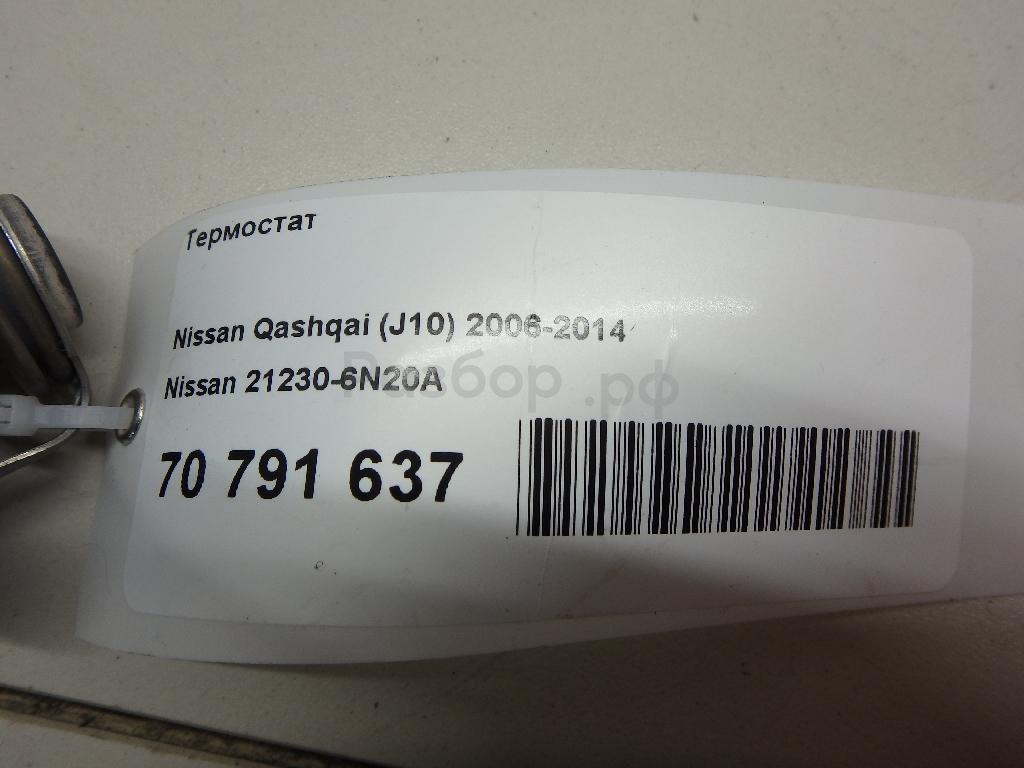 Термостат
Nissan Qashqai (J10) 2006-2014
Nissan 21230-6N20A
Разбор.рф
70 791 637